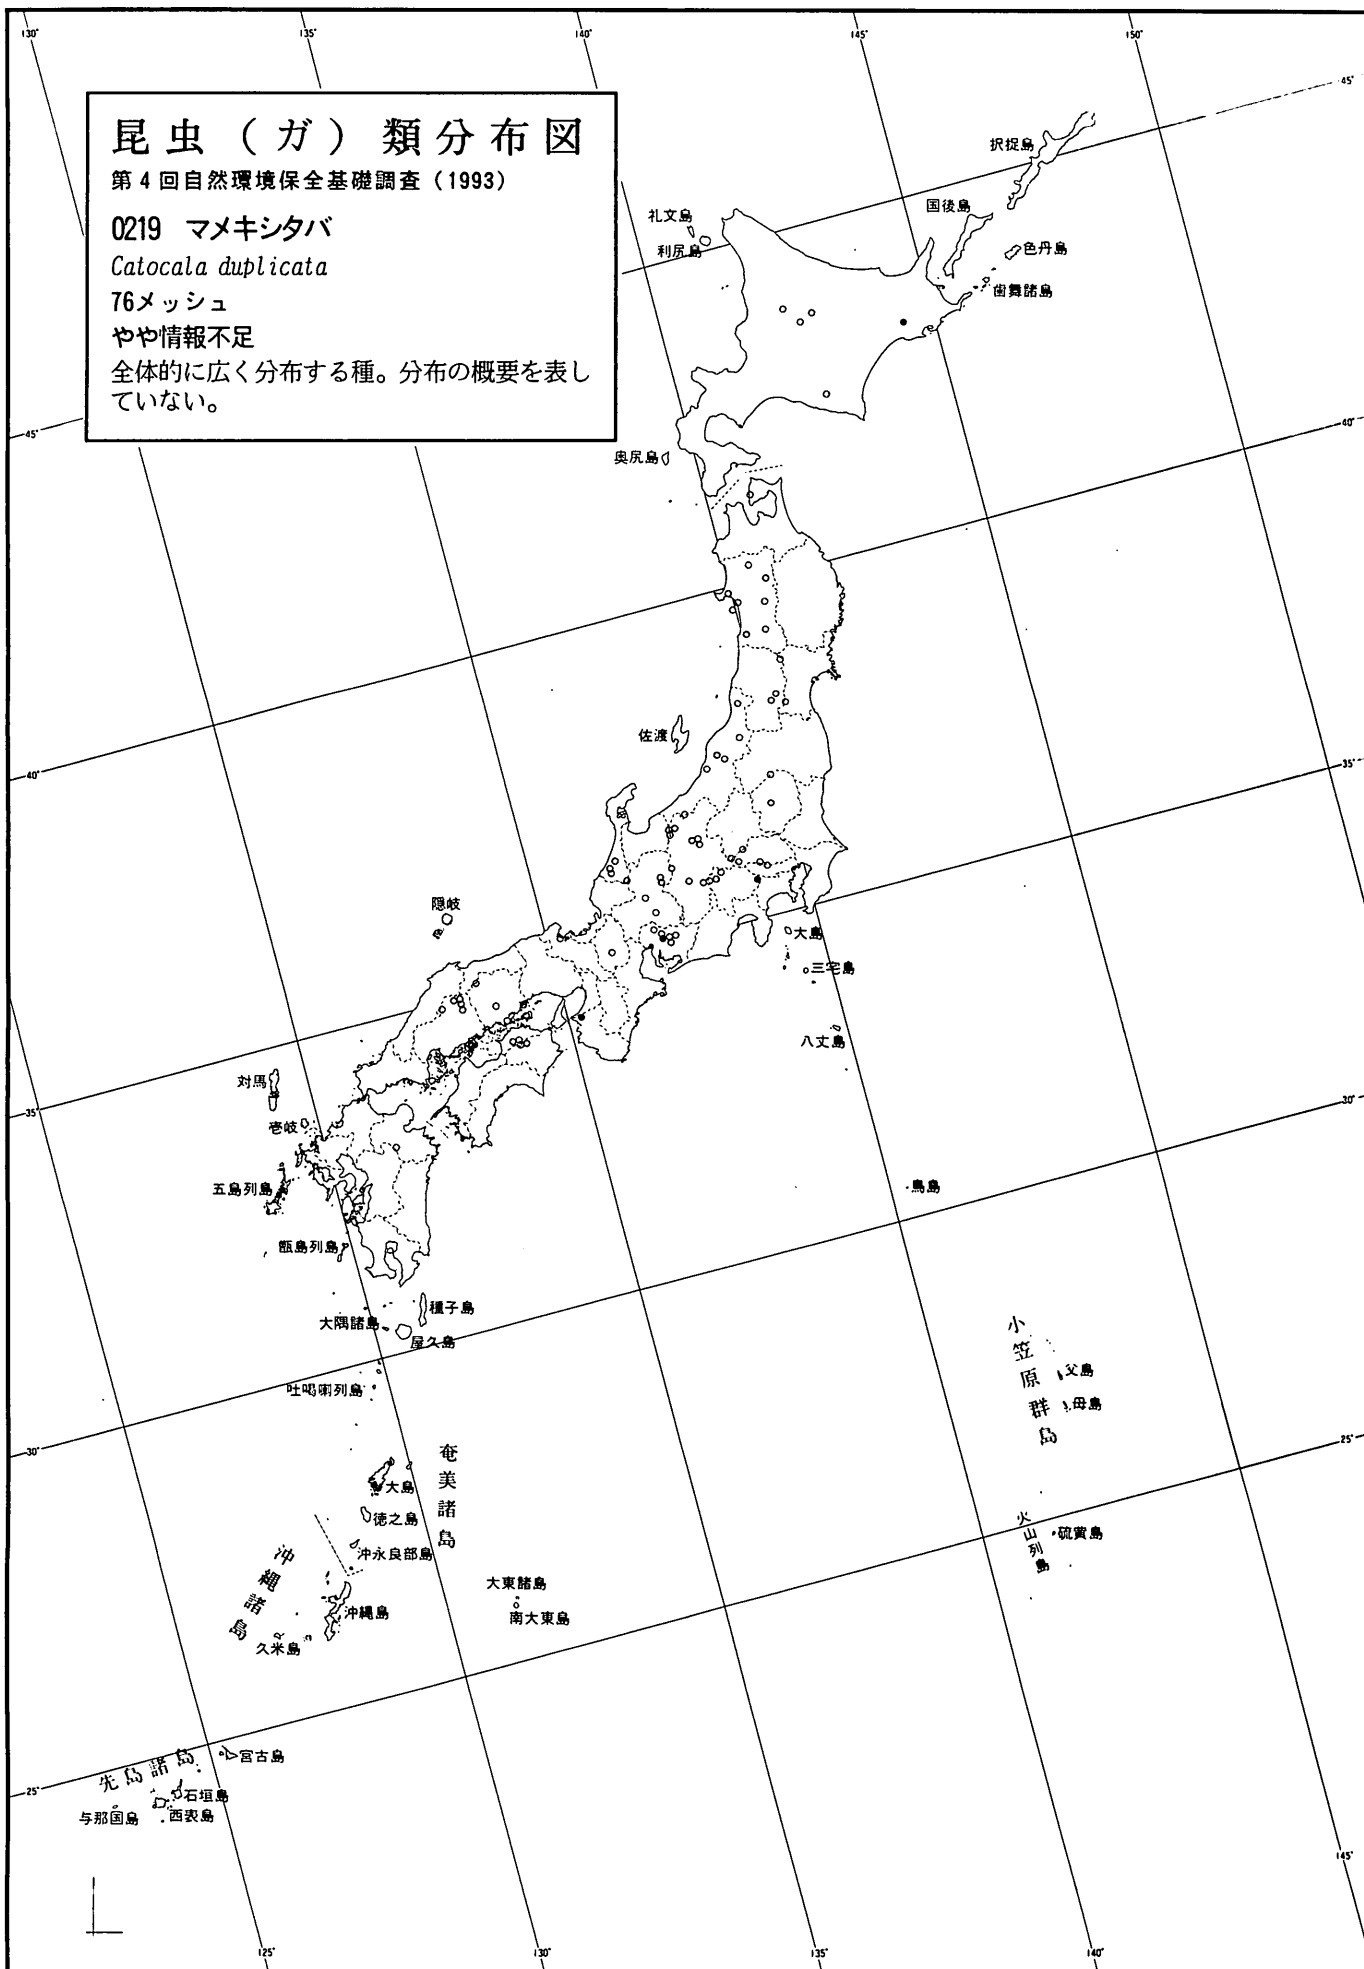 130°
135°
140°
145°
150°
45°
昆虫（ガ）類分布図
第4回自然環境保全基礎調査（1993）
0219 マメキシタバ
Catocala duplicata
76メッシュ
やや情報不足
全体的に広く分布する種。分布の概要を表し
ていない。
択捉島
国後島
色丹島
歯舞諸島
礼文島
利尻島
45°
40°
奥尻島
佐渡
40°
35°
隠岐
大島
三宅島
八丈島
対馬
壱岐
35°
30°
五島列島
鳥島
甑島列島
種子島
大隅諸島
屋久島
吐噶喇列島
小笠原群島
父島
母島
30°
25°
奄美諸島
大島
徳之島
沖永良部島
火山列島
硫黄島
沖縄諸島
沖縄島
久米島
大東諸島
南大東島
先島諸島
宮古島
石垣島
西表島
与那国島
25°
145°
125°
130°
135°
140°